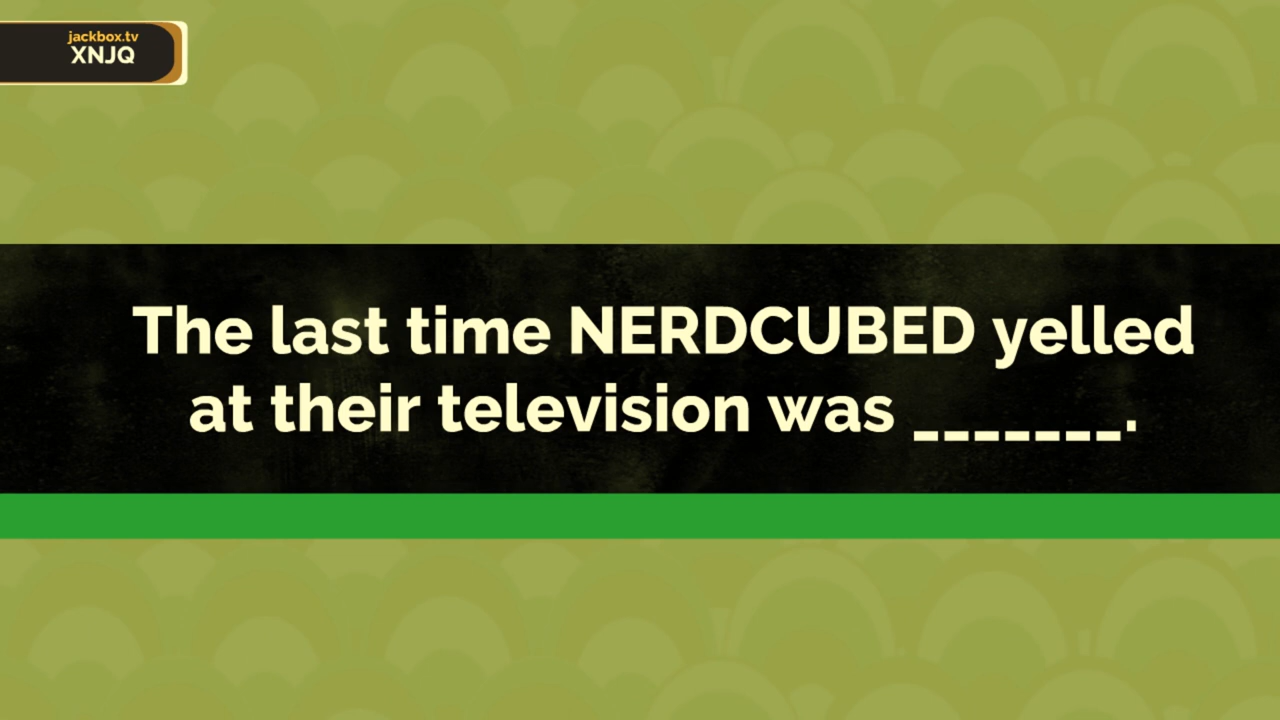 jackbox.tv
XNJQ
The last time NERDCUBED yelled
at their television was _______.